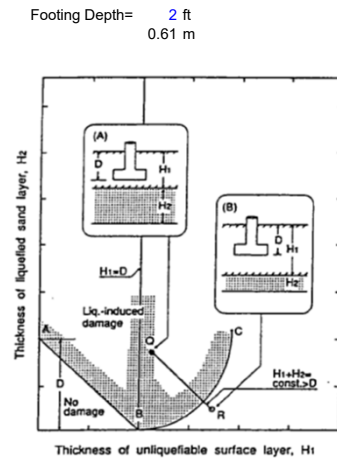 Footing Depth= 2 ft
0.61 m
(A)
D
H1
H2
(B)
D
H1
H2
H1=D
Liq.-induced
damage
A
Q
C
D
No
damage
B
R
H1+H2=
const.>D
Thickness of liquefied sand layer, H2
Thickness of unliquefiable surface layer, H1